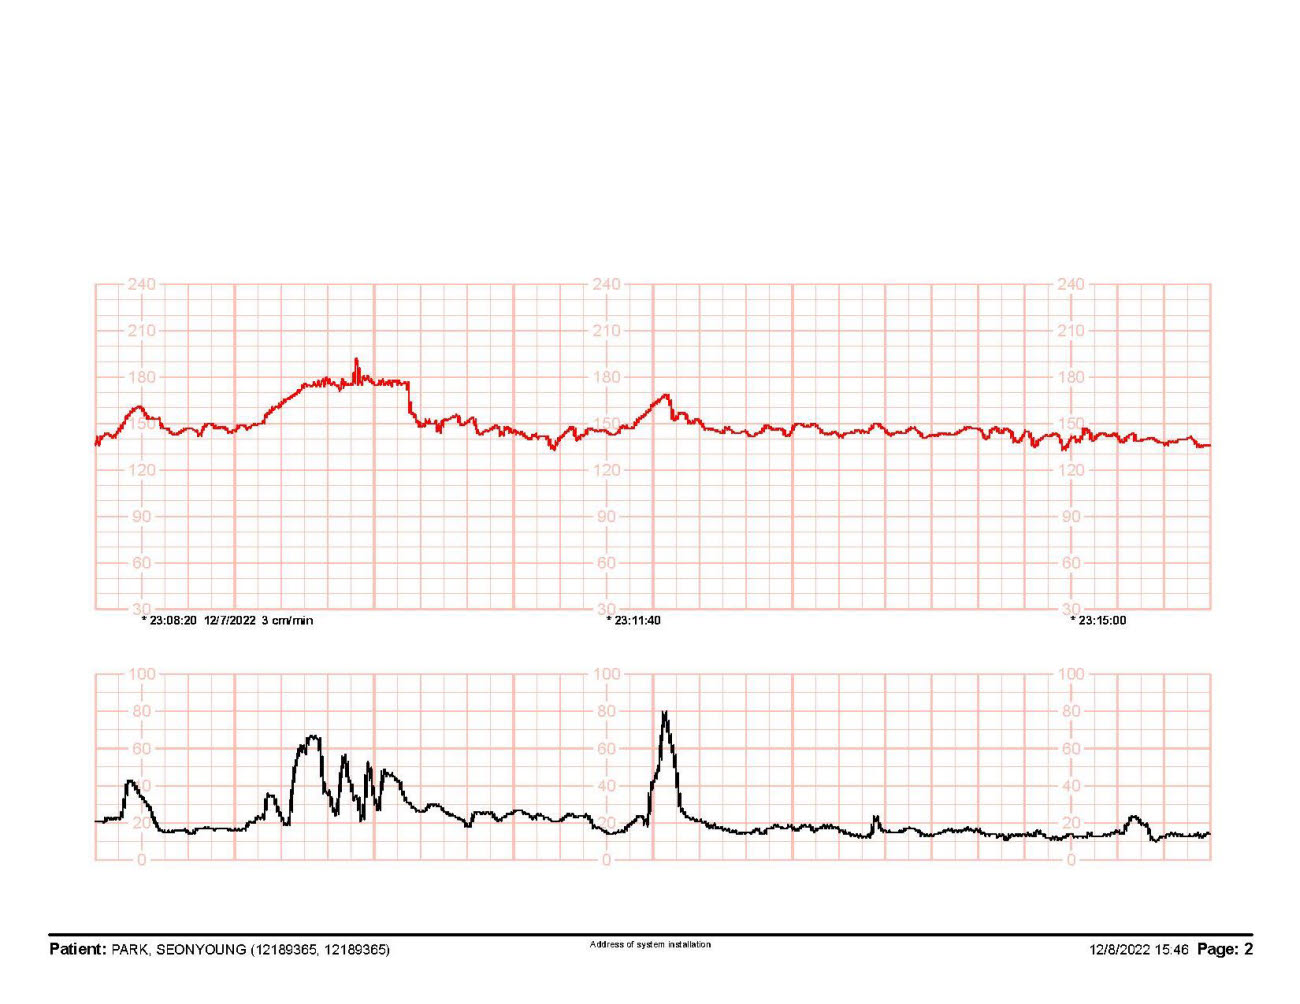 240 240 240
210 210 210
180 180 180
150 150 150
120 120 120
90 90 90
60 60 60
30 30 30
* 23:08:20 12/7/2022 3 cm/min * 23:11:40 * 23:15:00
100 100 100
80 80 80
60 60 60
40 40 40
20 20 20
0 0 0
Patient: PARK, SEONYOUNG (12189365, 12189365) Address of system installation 12/8/2022 15:46 Page: 2